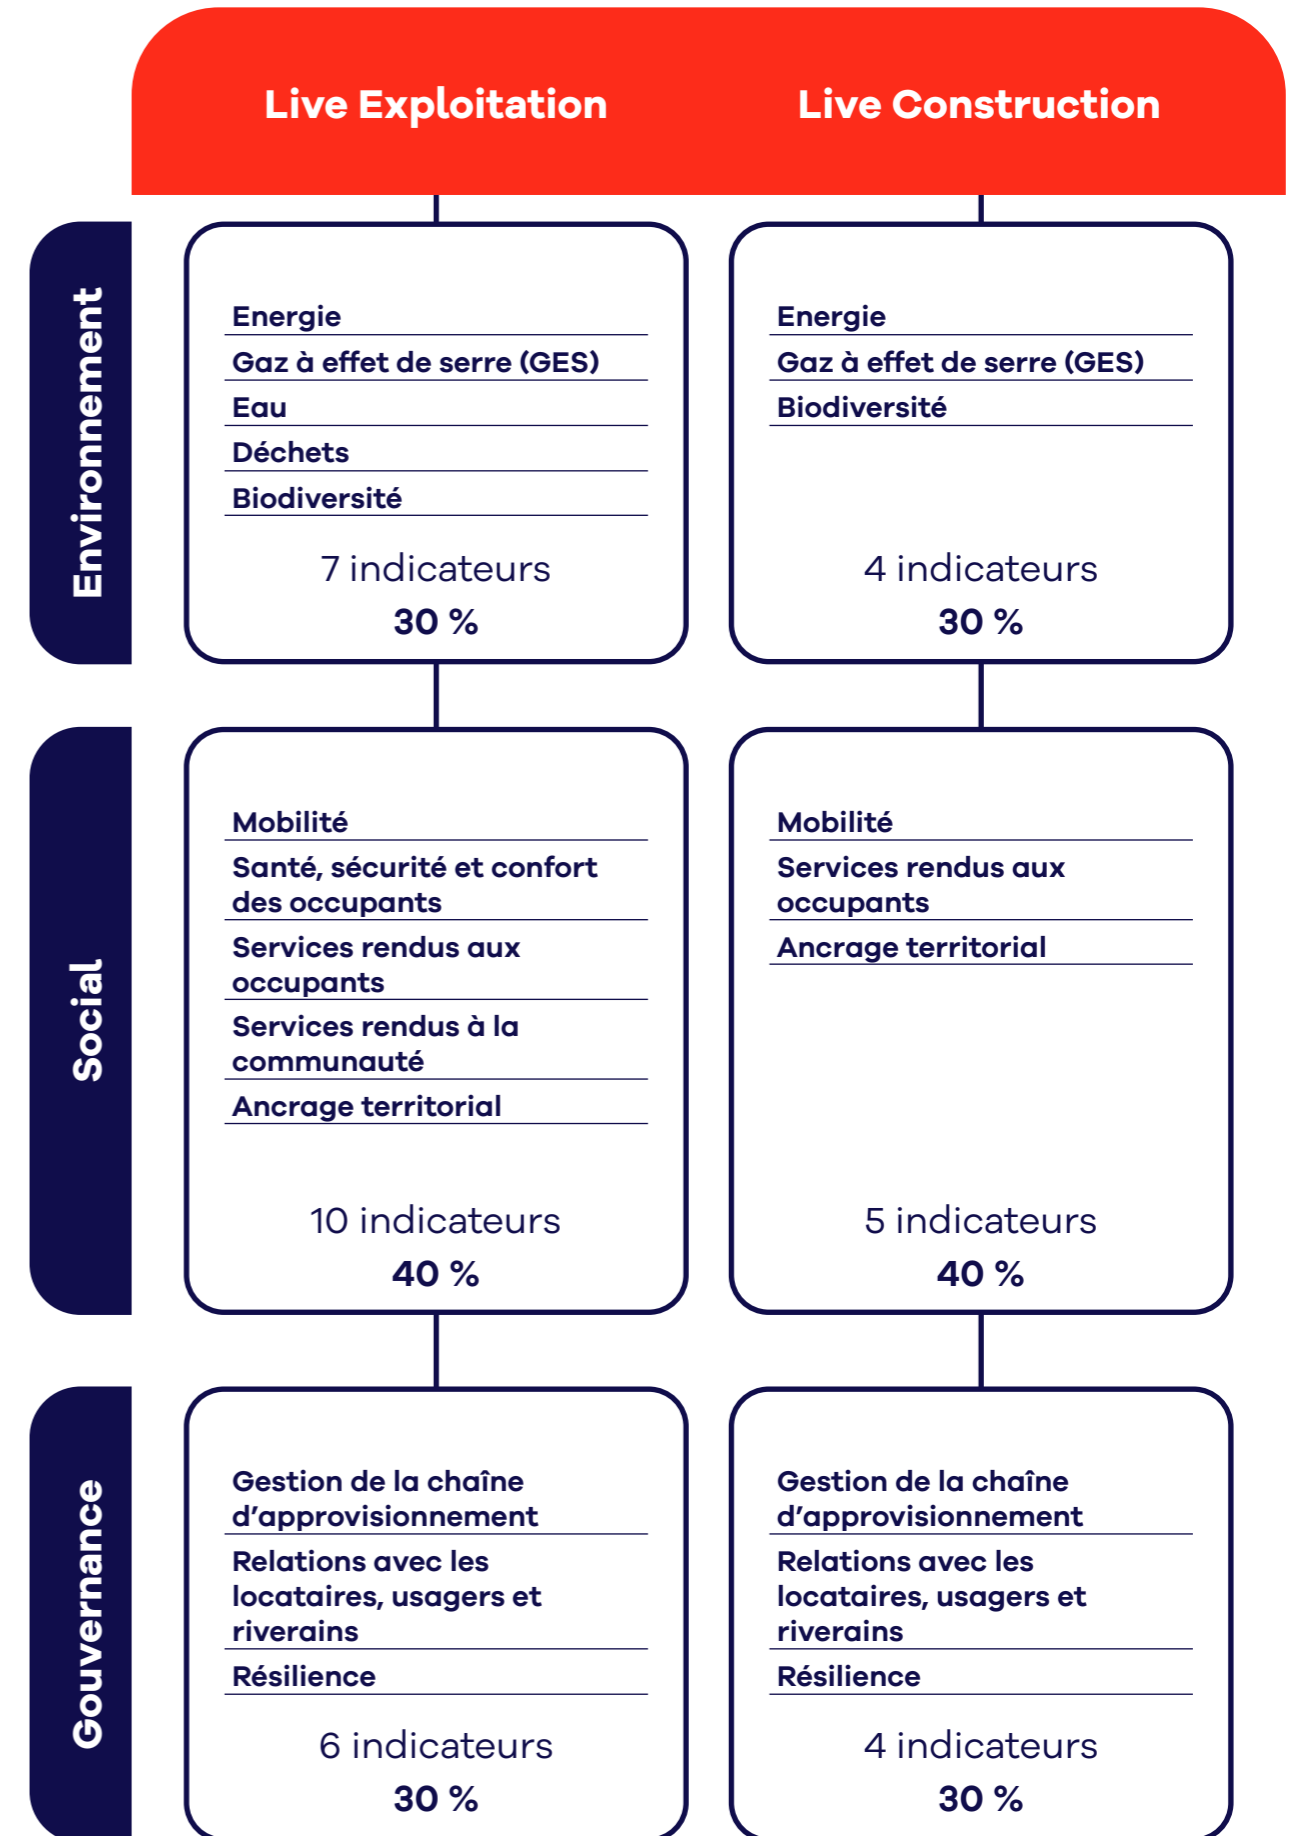 Live Exploitation
Live Construction
Environnement
Energie
Gaz à effet de serre (GES)
Eau
Déchets
Biodiversité
7 indicateurs
30 %
Energie
Gaz à effet de serre (GES)
Biodiversité
4 indicateurs
30 %
Social
Mobilité
Santé, sécurité et confort
des occupants
Services rendus aux
occupants
Services rendus à la
communauté
Ancrage territorial
10 indicateurs
40 %
Mobilité
Services rendus aux
occupants
Ancrage territorial
5 indicateurs
40 %
Gouvernance
Gestion de la chaîne
d’approvisionnement
Relations avec les
locataires, usagers et
riverains
Résilience
6 indicateurs
30 %
Gestion de la chaîne
d’approvisionnement
Relations avec les
locataires, usagers et
riverains
Résilience
4 indicateurs
30 %